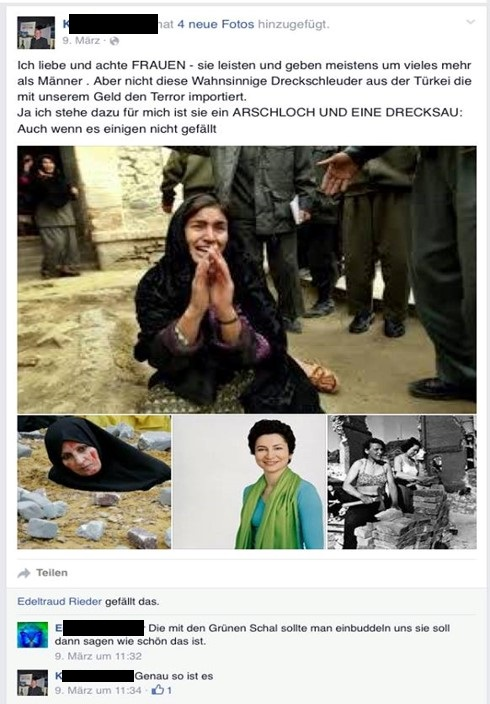 K hat 4 neue Fotos hinzugefügt.
9. März ·
Ich liebe und achte FRAUEN - sie leisten und geben meistens um vieles mehr
als Männer . Aber nicht diese Wahnsinnige Dreckschleuder aus der Türkei die
mit unserem Geld den Terror importiert.
Ja ich stehe dazu für mich ist sie ein ARSCHLOCH UND EINE DRECKSAU:
Auch wenn es einigen nicht gefällt
Teilen
Edeltraud Rieder gefällt das.
E Die mit den Grünen Schal sollte man einbuddeln uns sie soll
dann sagen wie schön das ist.
9. März um 11:32
K Genau so ist es
9. März um 11:34 · 1